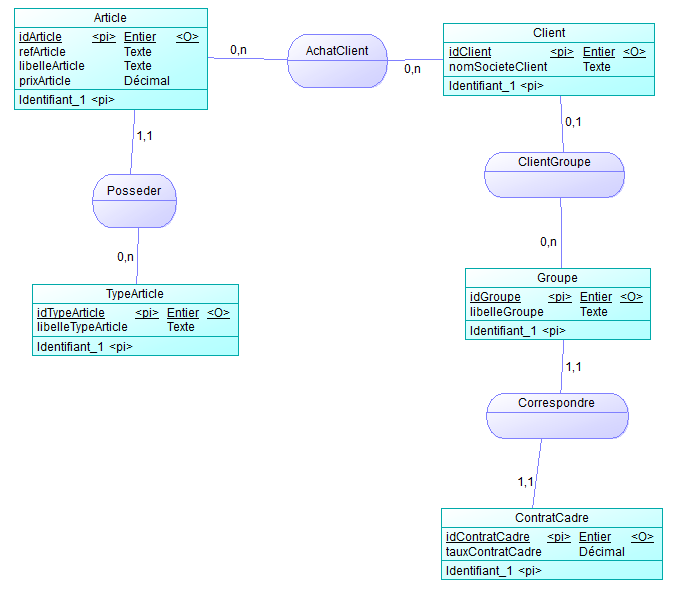 Article
idArticle <pi> Entier <O>
refArticle Texte
libelleArticle Texte
prixArticle Décimal
Identifiant_1 <pi>
0,n
AchatClient
0,n
Client
idClient <pi> Entier <O>
nomSocieteClient Texte
Identifiant_1 <pi>
1,1
0,1
Posseder
ClientGroupe
0,n
0,n
TypeArticle
idTypeArticle <pi> Entier <O>
libelleTypeArticle Texte
Identifiant_1 <pi>
Groupe
idGroupe <pi> Entier <O>
libelleGroupe Texte
Identifiant_1 <pi>
1,1
Correspondre
1,1
ContratCadre
idContratCadre <pi> Entier <O>
tauxContratCadre Décimal
Identifiant_1 <pi>